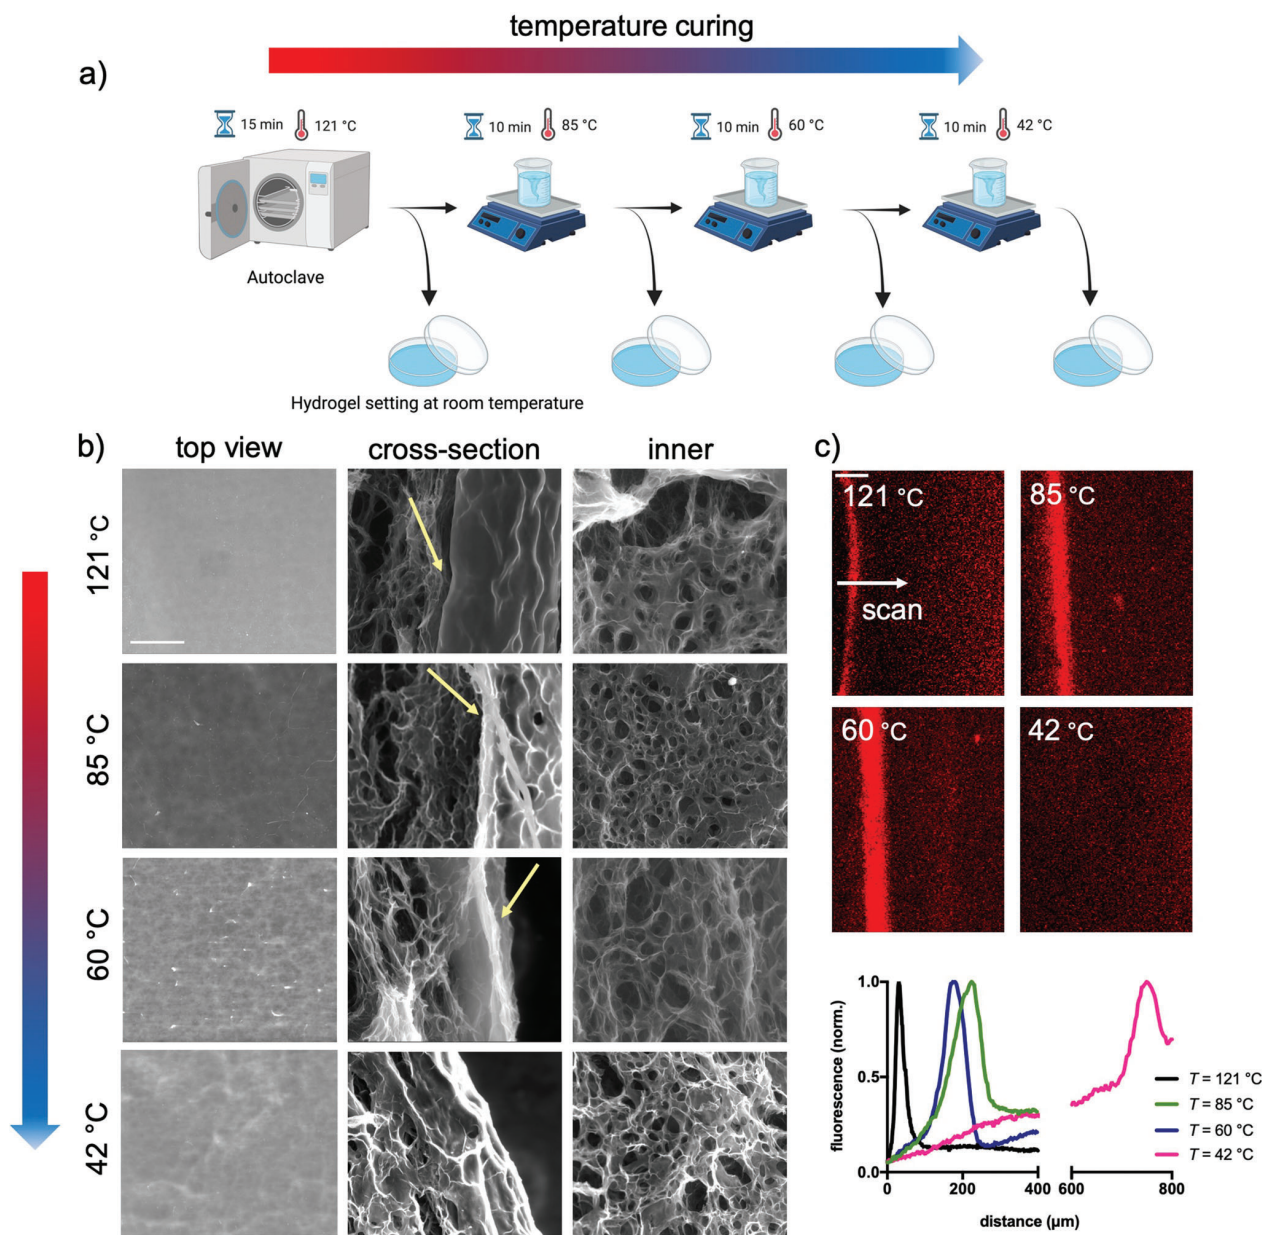 temperature curing
a)
15 min 121 °C
10 min 85 °C
10 min 60 °C
10 min 42 °C
Autoclave
Hydrogel setting at room temperature
b)
top view cross-section inner
121 °C
85 °C
60 °C
42 °C
c)
121 °C
85 °C
scan
60 °C
42 °C
fluorescence (norm.)
1.0
0.5
0.0
0 200 400 600 800
distance (μm)
T = 121 °C
T = 85 °C
T = 60 °C
T = 42 °C